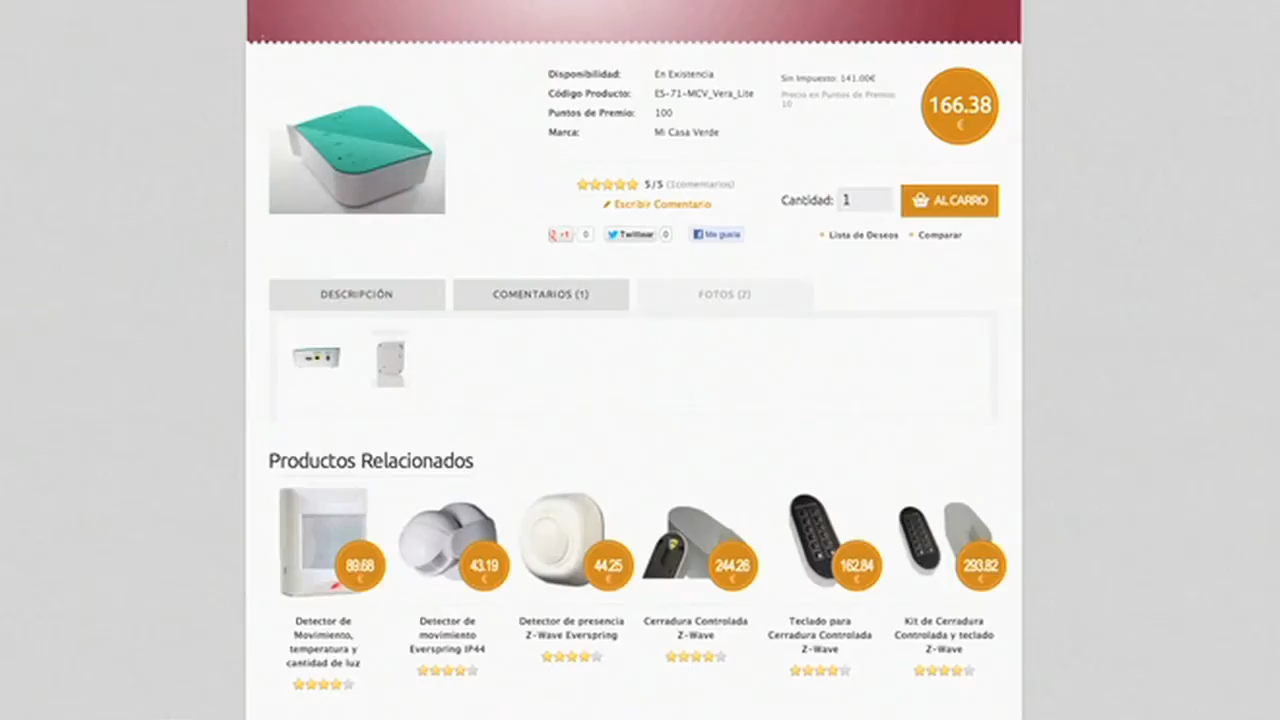 Disponibilidad: En Existencia
Código Producto: ES-71-MCV_Vera_Lite
Puntos de Premio: 100
Marca: Mi Casa Verde
Sin Impuesto: 141.00€
Precio en Puntos de Premio:
10
166.38
€
5/5 (1comentarios)
Escribir Comentario
+1 0
Twittear 0
Me gusta
Cantidad: 1
AL CARRO
Lista de Deseos
Comparar
DESCRIPCIÓN
COMENTARIOS (1)
FOTOS (2)
Productos Relacionados
89.68
€
43.19
€
44.25
€
244.26
€
162.84
€
293.82
€
Detector de
Movimiento,
temperatura y
cantidad de luz
Detector de
movimiento
Everspring IP44
Detector de presencia
Z-Wave Everspring
Cerradura Controlada
Z-Wave
Teclado para
Cerradura Controlada
Z-Wave
Kit de Cerradura
Controlada y teclado
Z-Wave